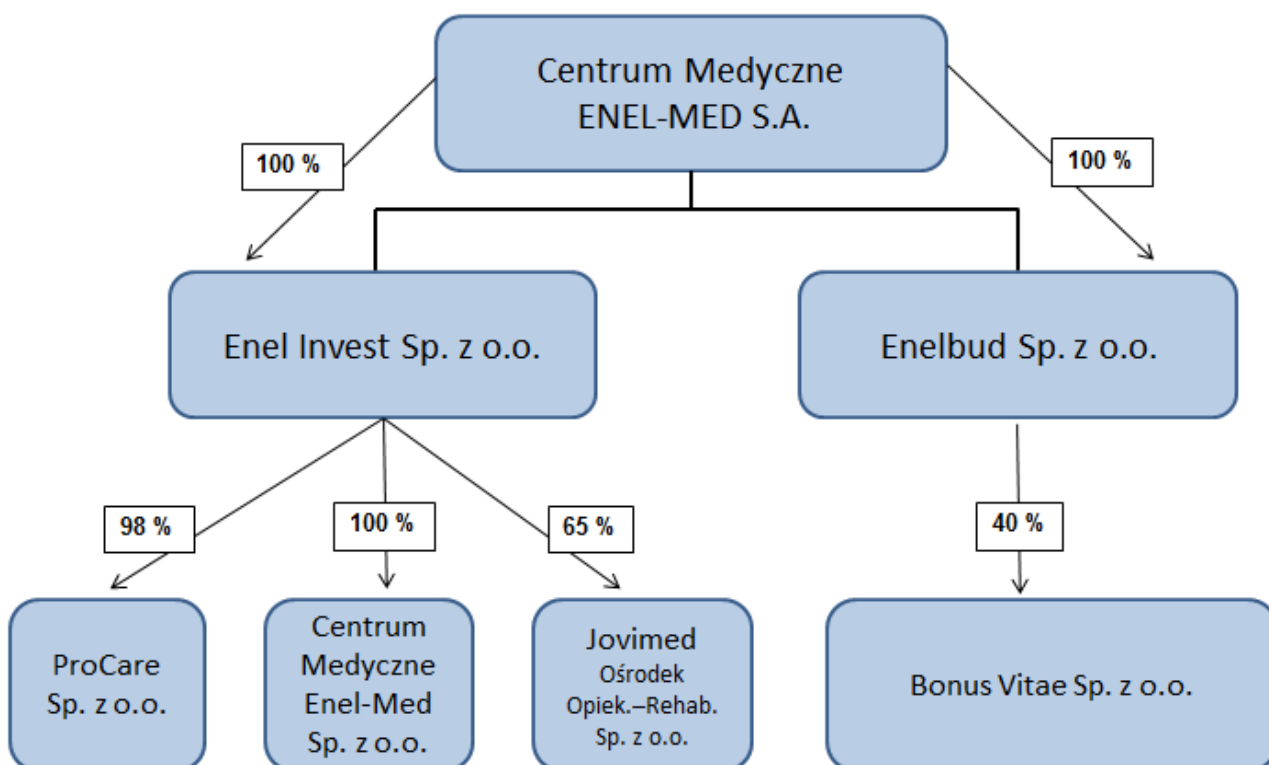 Centrum Medyczne
ENEL-MED S.A.
100 %
100 %
Enel Invest Sp. z o.o.
Enelbud Sp. z o.o.
98 %
100 %
65 %
40 %
ProCare
Sp. z o.o.
Centrum
Medyczne
Enel-Med
Sp. z o.o.
Jovimed
Ośrodek
Opiek.–Rehab.
Sp. z o.o.
Bonus Vitae Sp. z o.o.